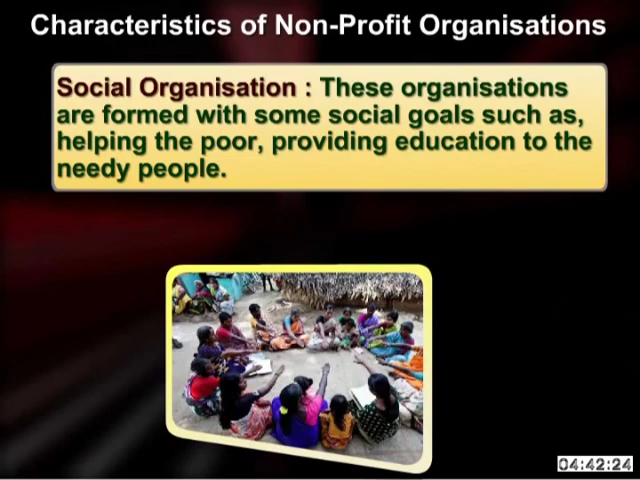 Characteristics of Non-Profit Organisations
Social Organisation : These organisations
are formed with some social goals such as,
helping the poor, providing education to the
needy people.
04:42:24